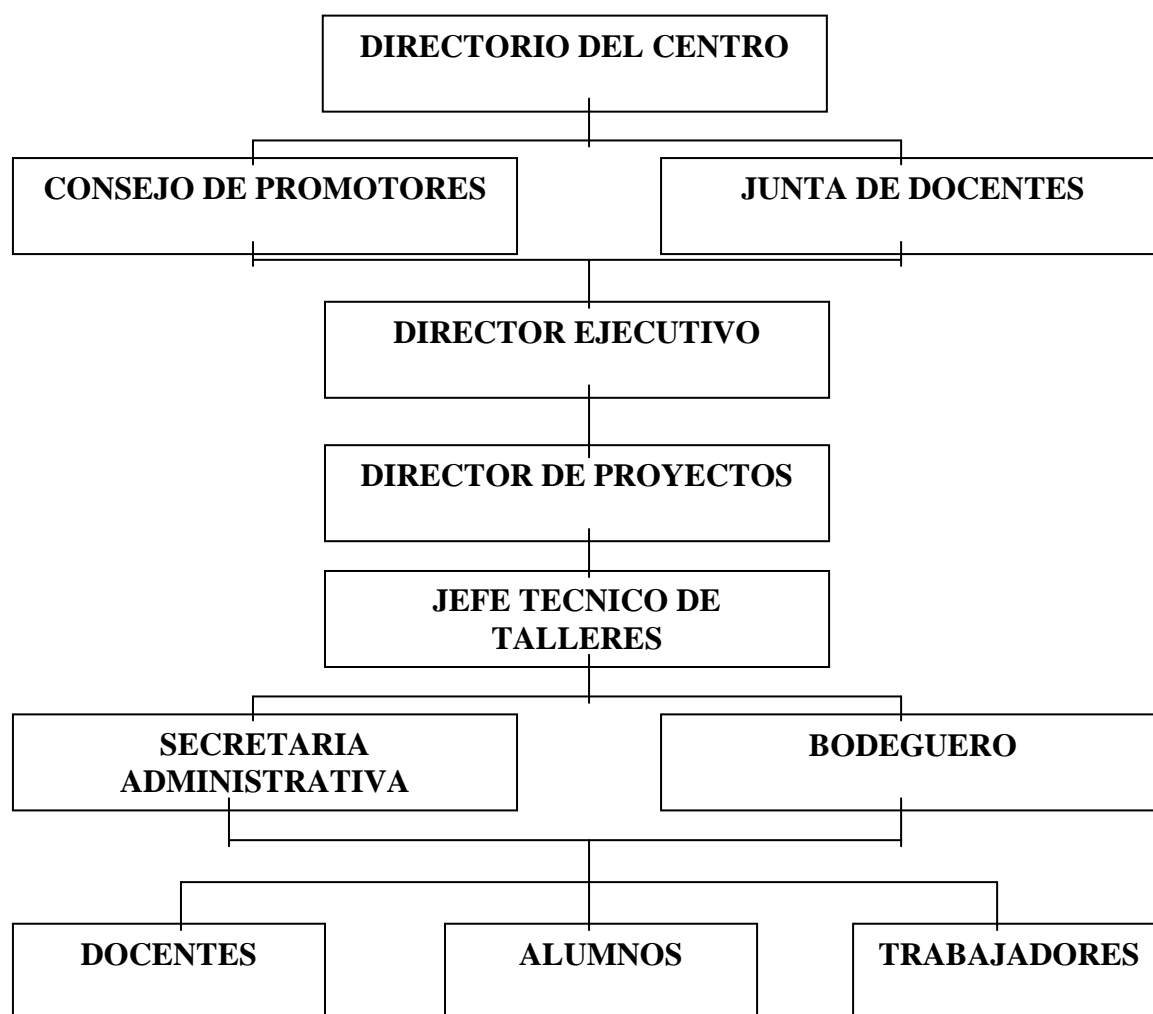 DIRECTORIO DEL CENTRO
CONSEJO DE PROMOTORES
JUNTA DE DOCENTES
DIRECTOR EJECUTIVO
DIRECTOR DE PROYECTOS
JEFE TECNICO DE
TALLERES
SECRETARIA
ADMINISTRATIVA
BODEGUERO
DOCENTES
ALUMNOS
TRABAJADORES